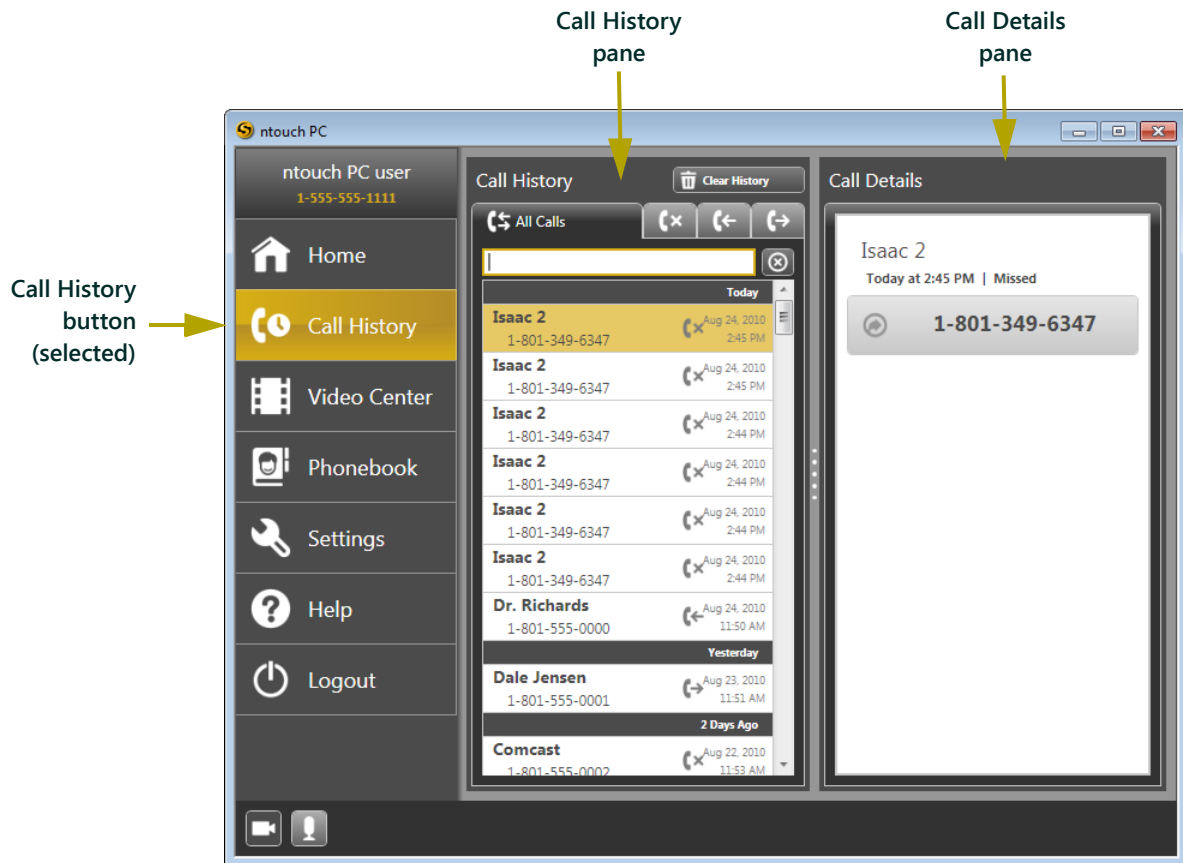 Call History
pane
Call Details
pane
Call History
button
(selected)
ntouch PC
ntouch PC user
1-555-555-1111
Home
Call History
Video Center
Phonebook
Settings
Help
Logout
Call History
Clear History
All Calls
Today
Isaac 2
Aug 24, 2010
1-801-349-6347
2:45 PM
Isaac 2
Aug 24, 2010
1-801-349-6347
2:45 PM
Isaac 2
Aug 24, 2010
1-801-349-6347
2:44 PM
Isaac 2
Aug 24, 2010
1-801-349-6347
2:44 PM
Isaac 2
Aug 24, 2010
1-801-349-6347
2:44 PM
Isaac 2
Aug 24, 2010
1-801-349-6347
2:44 PM
Dr. Richards
Aug 24, 2010
1-801-555-0000
11:50 AM
Yesterday
Dale Jensen
Aug 23, 2010
1-801-555-0001
11:51 AM
2 Days Ago
Comcast
Aug 22, 2010
1-801-555-0002
11:53 AM
Call Details
Isaac 2
Today at 2:45 PM | Missed
1-801-349-6347